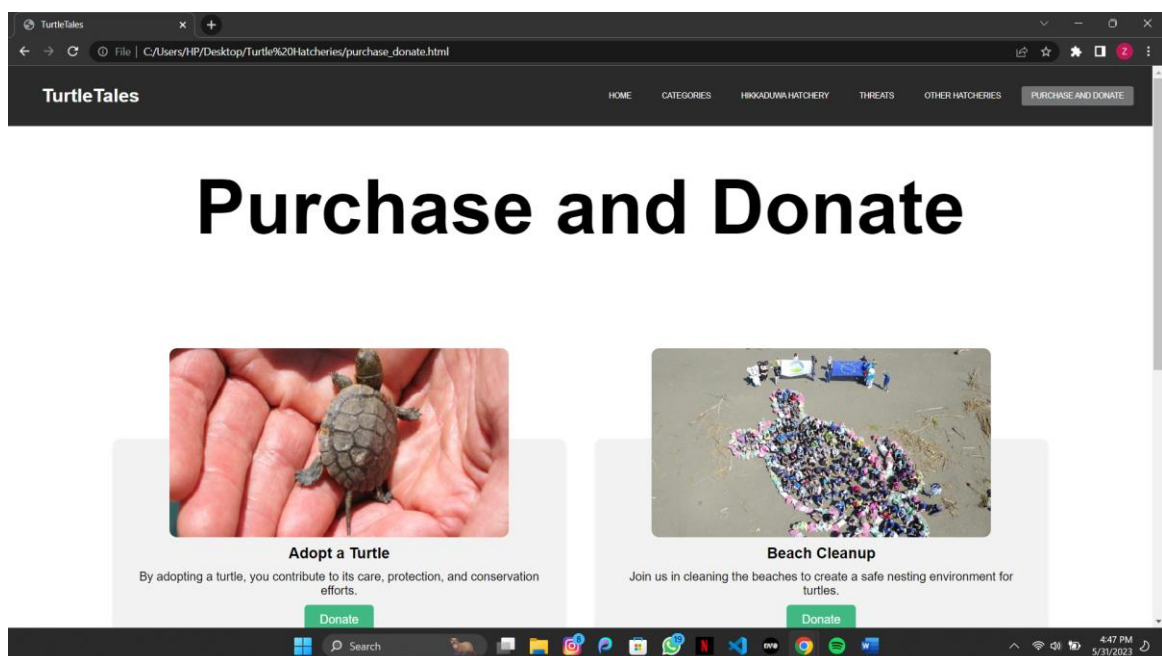 TurtleTales
File | C:/Users/HP/Desktop/Turtle%20Hatcheries/purchase_donate.html
Z
TurtleTales
HOME CATEGORIES HIKKADUWA HATCHERY THREATS OTHER HATCHERIES PURCHASE AND DONATE
Purchase and Donate
Adopt a Turtle
By adopting a turtle, you contribute to its care, protection, and conservation
efforts.
Donate
Beach Cleanup
Join us in cleaning the beaches to create a safe nesting environment for
turtles.
Donate
Search
19
4:47 PM
5/31/2023